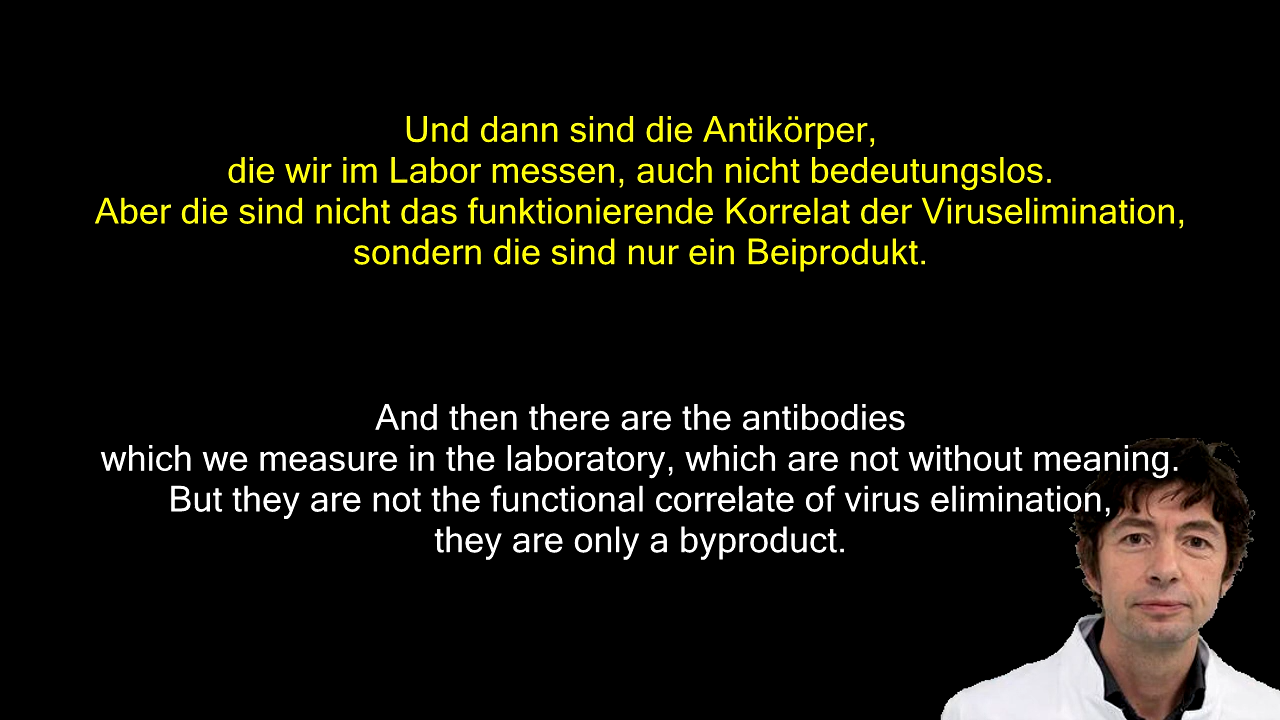 Und dann sind die Antikörper,
die wir im Labor messen, auch nicht bedeutungslos.
Aber die sind nicht das funktionierende Korrelat der Viruselimination,
sondern die sind nur ein Beiprodukt.
And then there are the antibodies
which we measure in the laboratory, which are not without meaning.
But they are not the functional correlate of virus elimination,
they are only a byproduct.